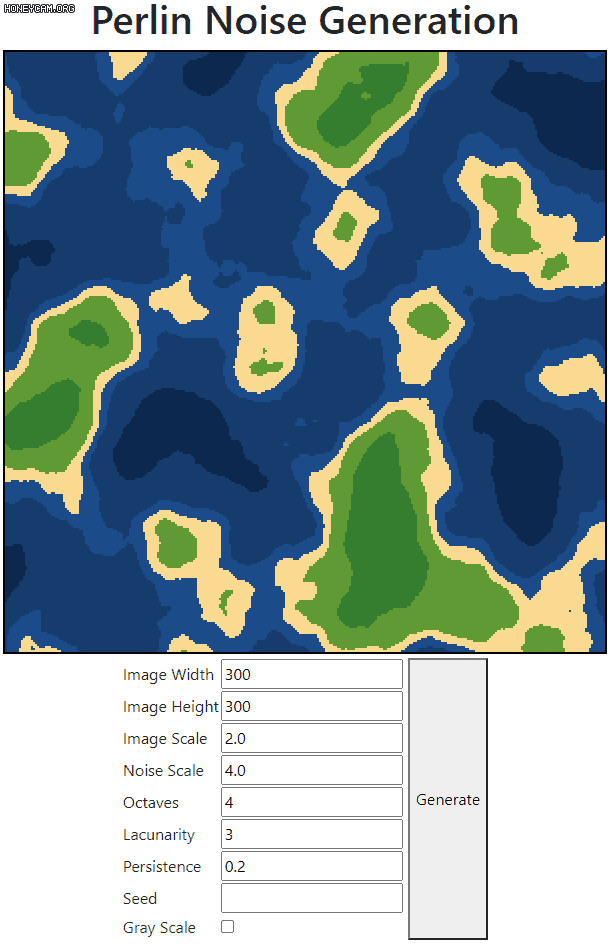 HONEYCAM.ORG
Perlin Noise Generation
Image Width 300
Image Height 300
Image Scale 2.0
Noise Scale 4.0
Octaves 4
Lacunarity 3
Persistence 0.2
Seed
Gray Scale
Generate